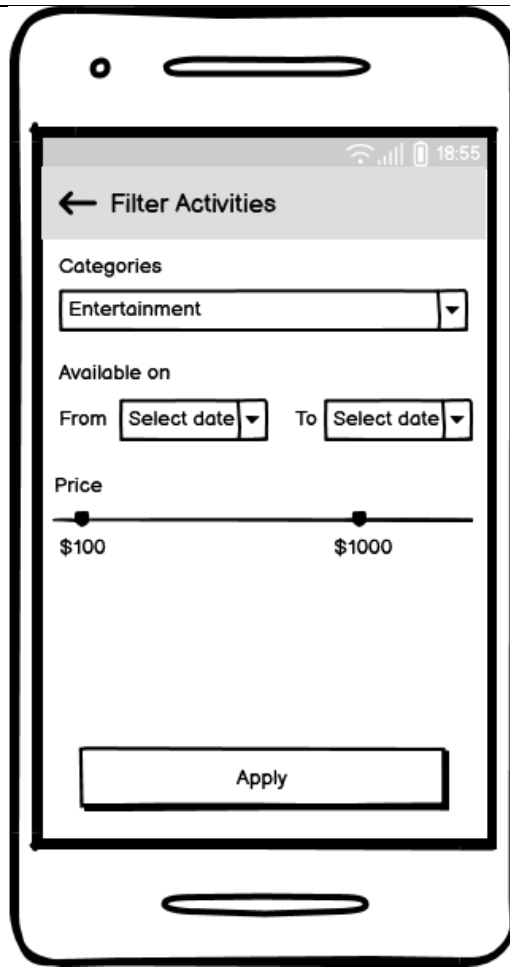 18:55
Filter Activities
Categories
Entertainment
Available on
From Select date To Select date
Price
$100 $1000
Apply